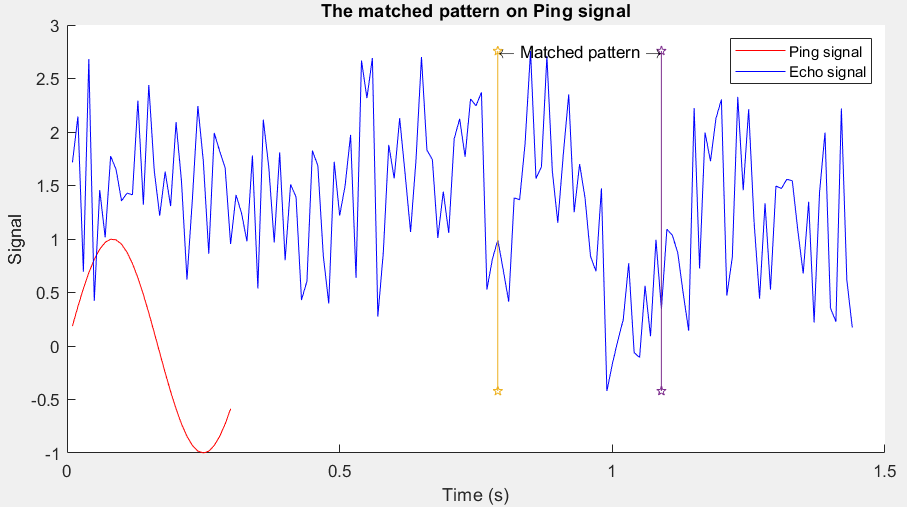 The matched pattern on Ping signal
3
2.5
2
1.5
1
0.5
0
-0.5
-1
Signal
Matched pattern
Ping signal
Echo signal
0
0.5
1
1.5
Time (s)